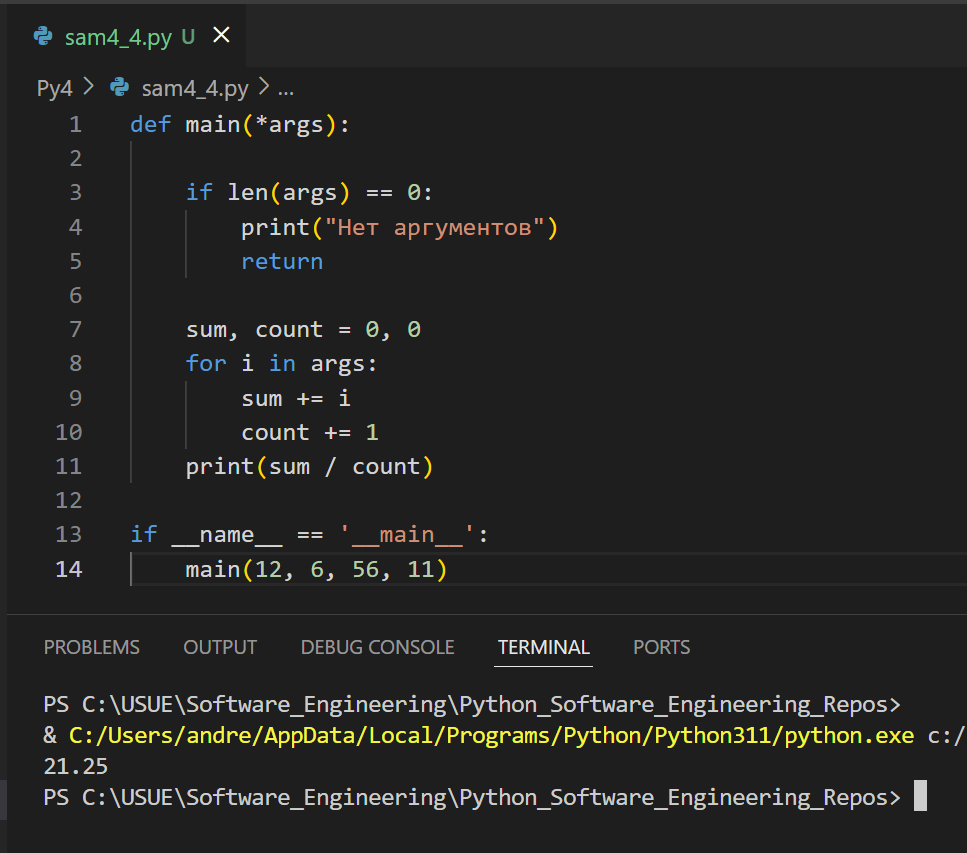 sam4_4.py U
Py4 > sam4_4.py > ...
1 def main(*args):
2
3     if len(args) == 0:
4         print("Нет аргументов")
5         return
6
7     sum, count = 0, 0
8     for i in args:
9         sum += i
10         count += 1
11     print(sum / count)
12
13 if __name__ == '__main__':
14     main(12, 6, 56, 11)
PROBLEMS OUTPUT DEBUG CONSOLE TERMINAL PORTS
PS C:\USUE\Software_Engineering\Python_Software_Engineering_Repos>
& C:/Users/andre/AppData/Local/Programs/Python/Python311/python.exe c:/
21.25
PS C:\USUE\Software_Engineering\Python_Software_Engineering_Repos>